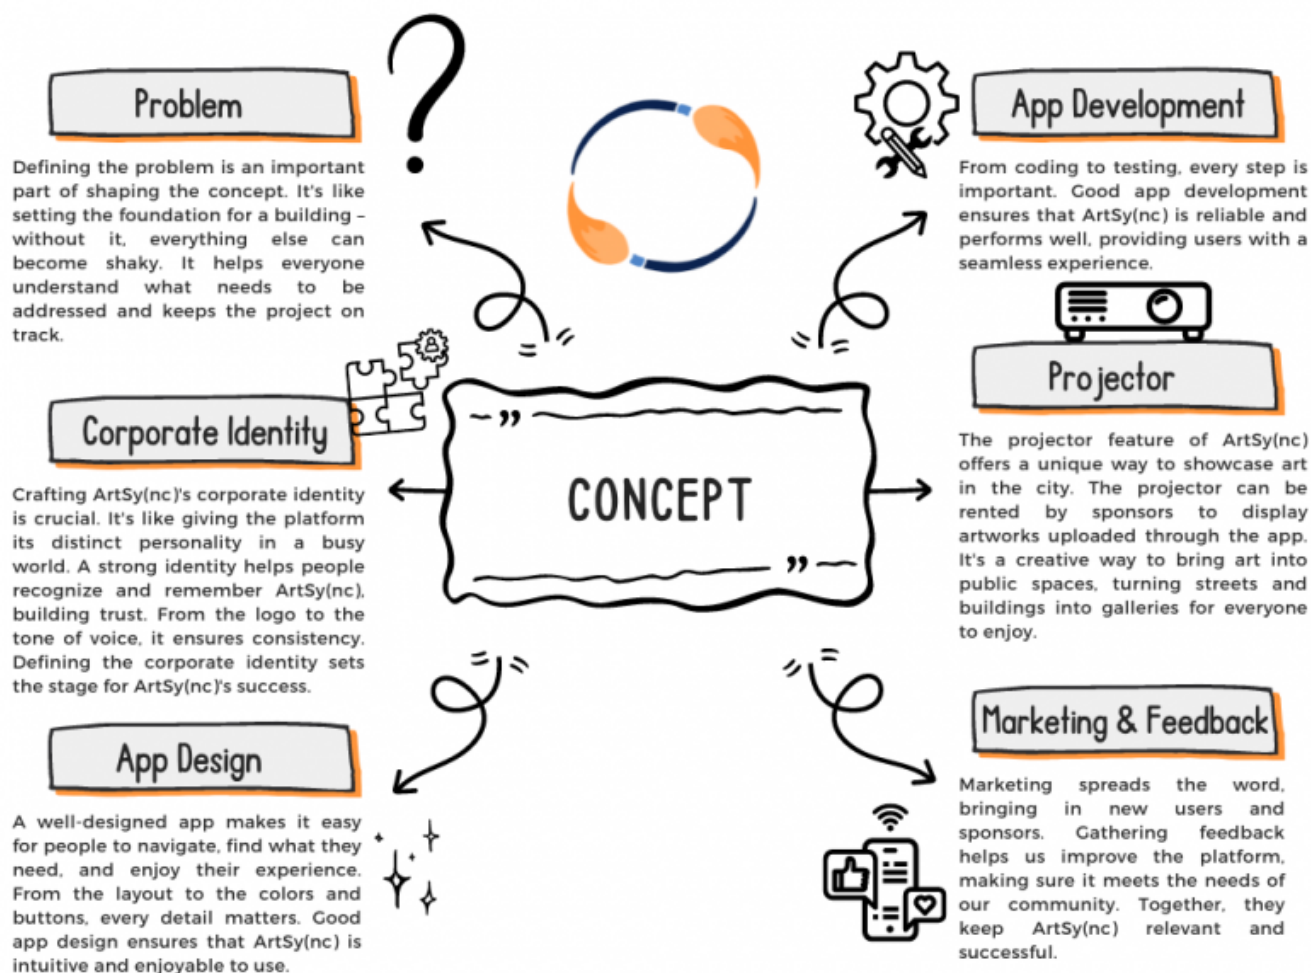 Problem
Defining the problem is an important
part of shaping the concept. It's like
setting the foundation for a building –
without it, everything else can
become shaky. It helps everyone
understand what needs to be
addressed and keeps the project on
track.
Corporate Identity
Crafting ArtSy(nc)'s corporate identity
is crucial. It's like giving the platform
its distinct personality in a busy
world. A strong identity helps people
recognize and remember ArtSy(nc),
building trust. From the logo to the
tone of voice, it ensures consistency.
Defining the corporate identity sets
the stage for ArtSy(nc)'s success.
App Design
A well-designed app makes it easy
for people to navigate, find what they
need, and enjoy their experience.
From the layout to the colors and
buttons, every detail matters. Good
app design ensures that ArtSy(nc) is
intuitive and enjoyable to use.
CONCEPT
App Development
From coding to testing, every step is
important. Good app development
ensures that ArtSy(nc) is reliable and
performs well, providing users with a
seamless experience.
Projector
The projector feature of ArtSy(nc)
offers a unique way to showcase art
in the city. The projector can be
rented by sponsors to display
artworks uploaded through the app.
It's a creative way to bring art into
public spaces, turning streets and
buildings into galleries for everyone
to enjoy.
Marketing & Feedback
Marketing spreads the word,
bringing in new users and
sponsors. Gathering feedback
helps us improve the platform,
making sure it meets the needs of
our community. Together, they
keep ArtSy(nc) relevant and
successful.